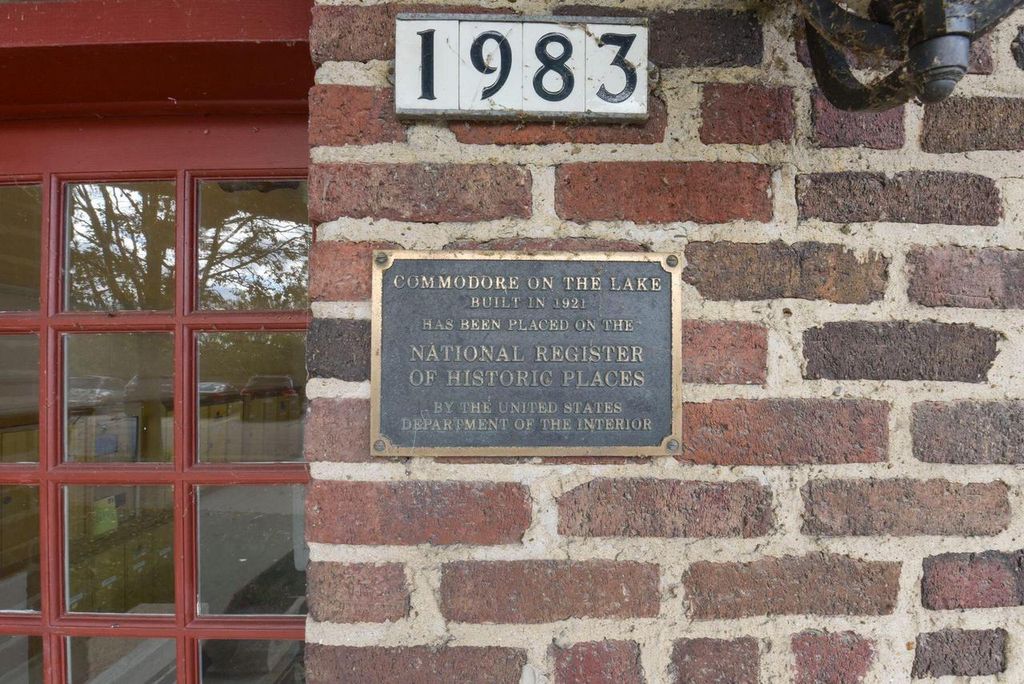 1983
COMMODORE ON THE LAKE
BUILT IN 1921
HAS BEEN PLACED ON THE
NATIONAL REGISTER
OF HISTORIC PLACES
BY THE UNITED STATES
DEPARTMENT OF THE INTERIOR